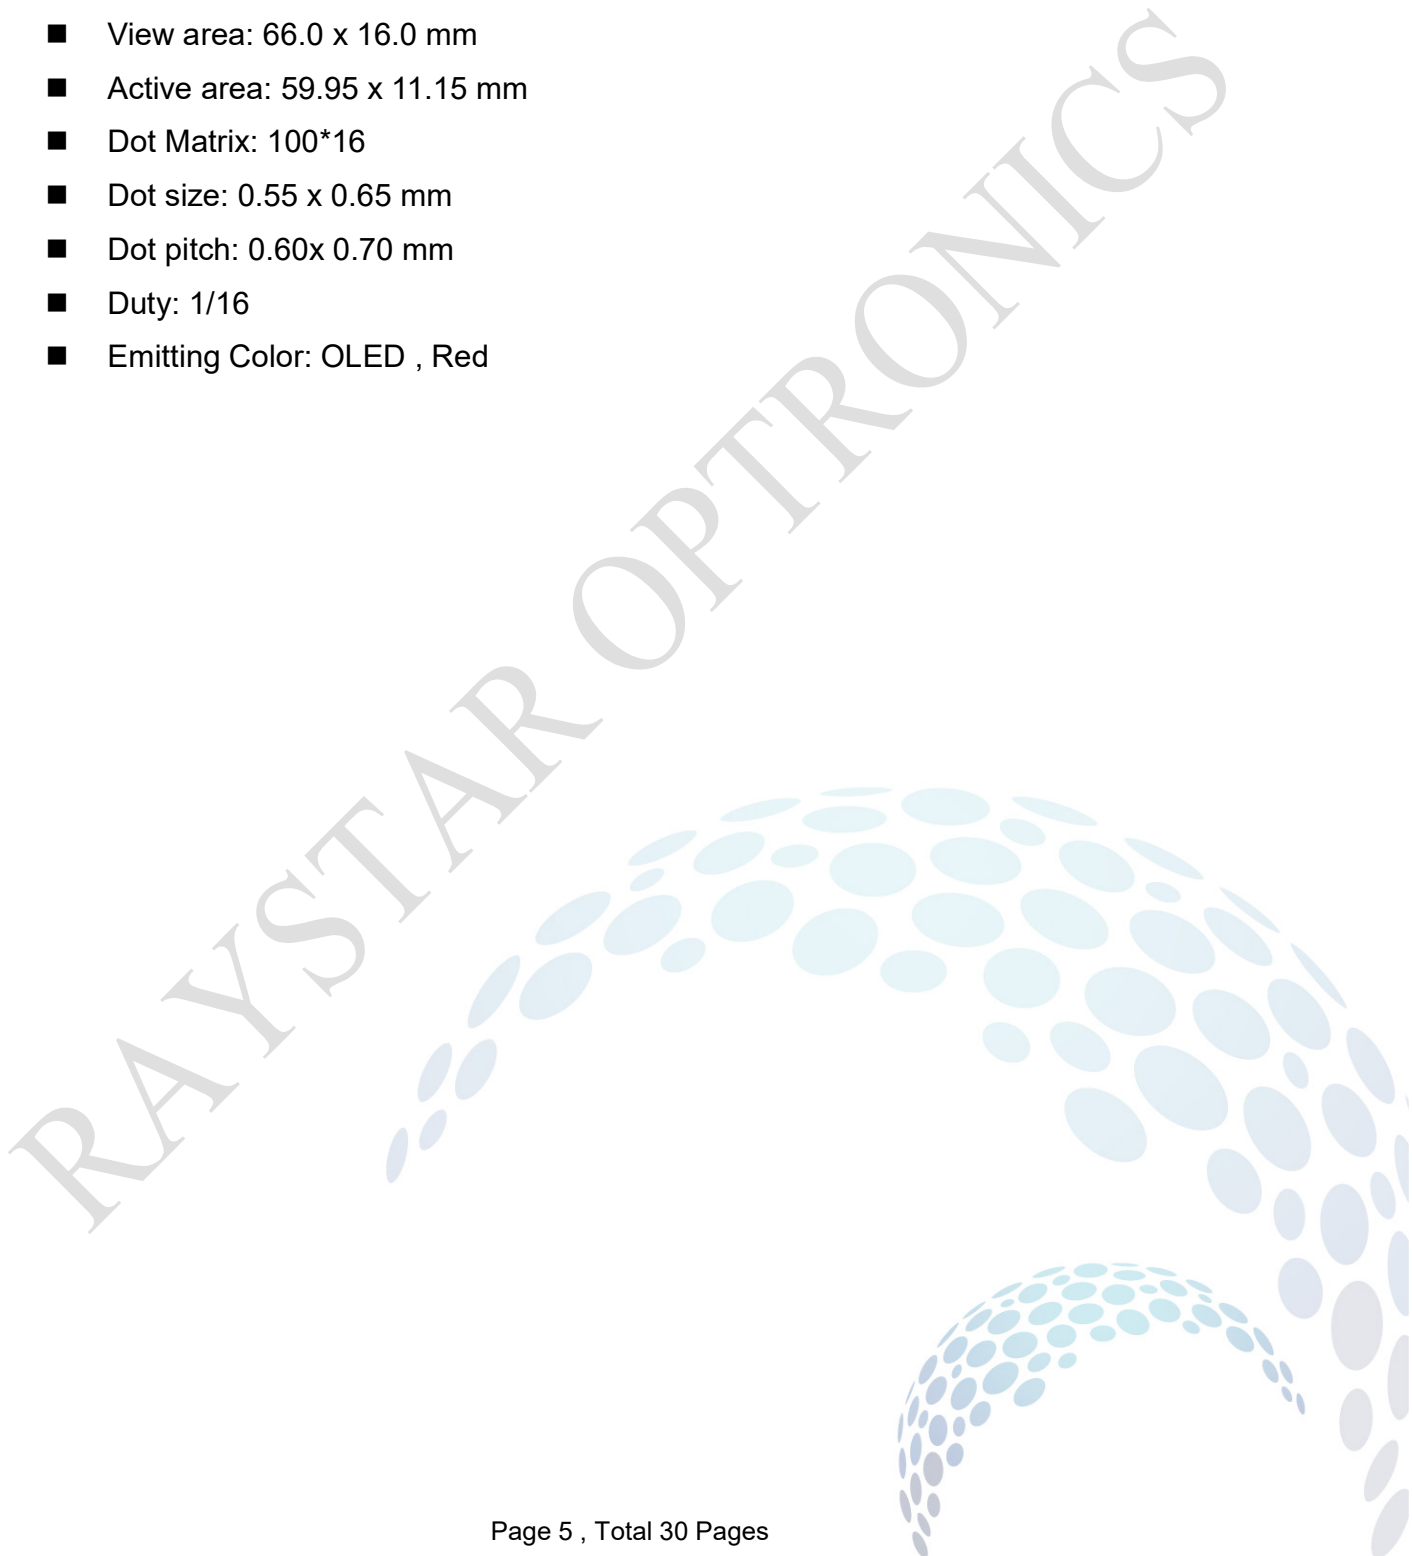 ■ View area: 66.0 x 16.0 mm
■ Active area: 59.95 x 11.15 mm
■ Dot Matrix: 100*16
■ Dot size: 0.55 x 0.65 mm
■ Dot pitch: 0.60x 0.70 mm
■ Duty: 1/16
■ Emitting Color: OLED , Red
RAYSTAR OPTRONICS
Page 5 , Total 30 Pages